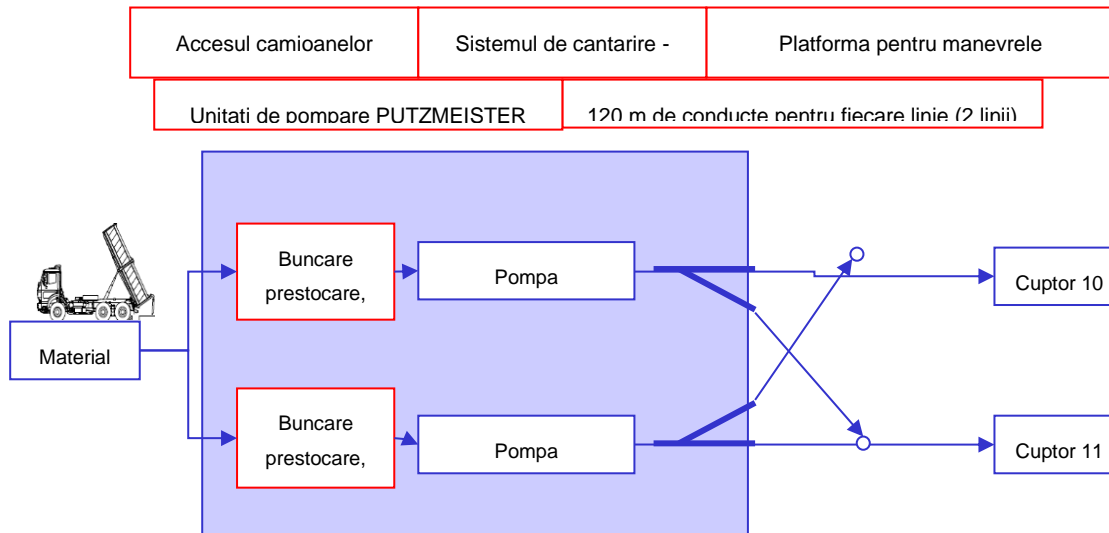 Accesul camioanelor
Sistemul de cantarire -
Platforma pentru manevrele
Unitati de pompare PUTZMEISTER
120 m de conducte pentru fiecare linie (2 linii)
Buncare
prestocare,
Pompa
Cuptor 10
Material
Buncare
prestocare,
Pompa
Cuptor 11